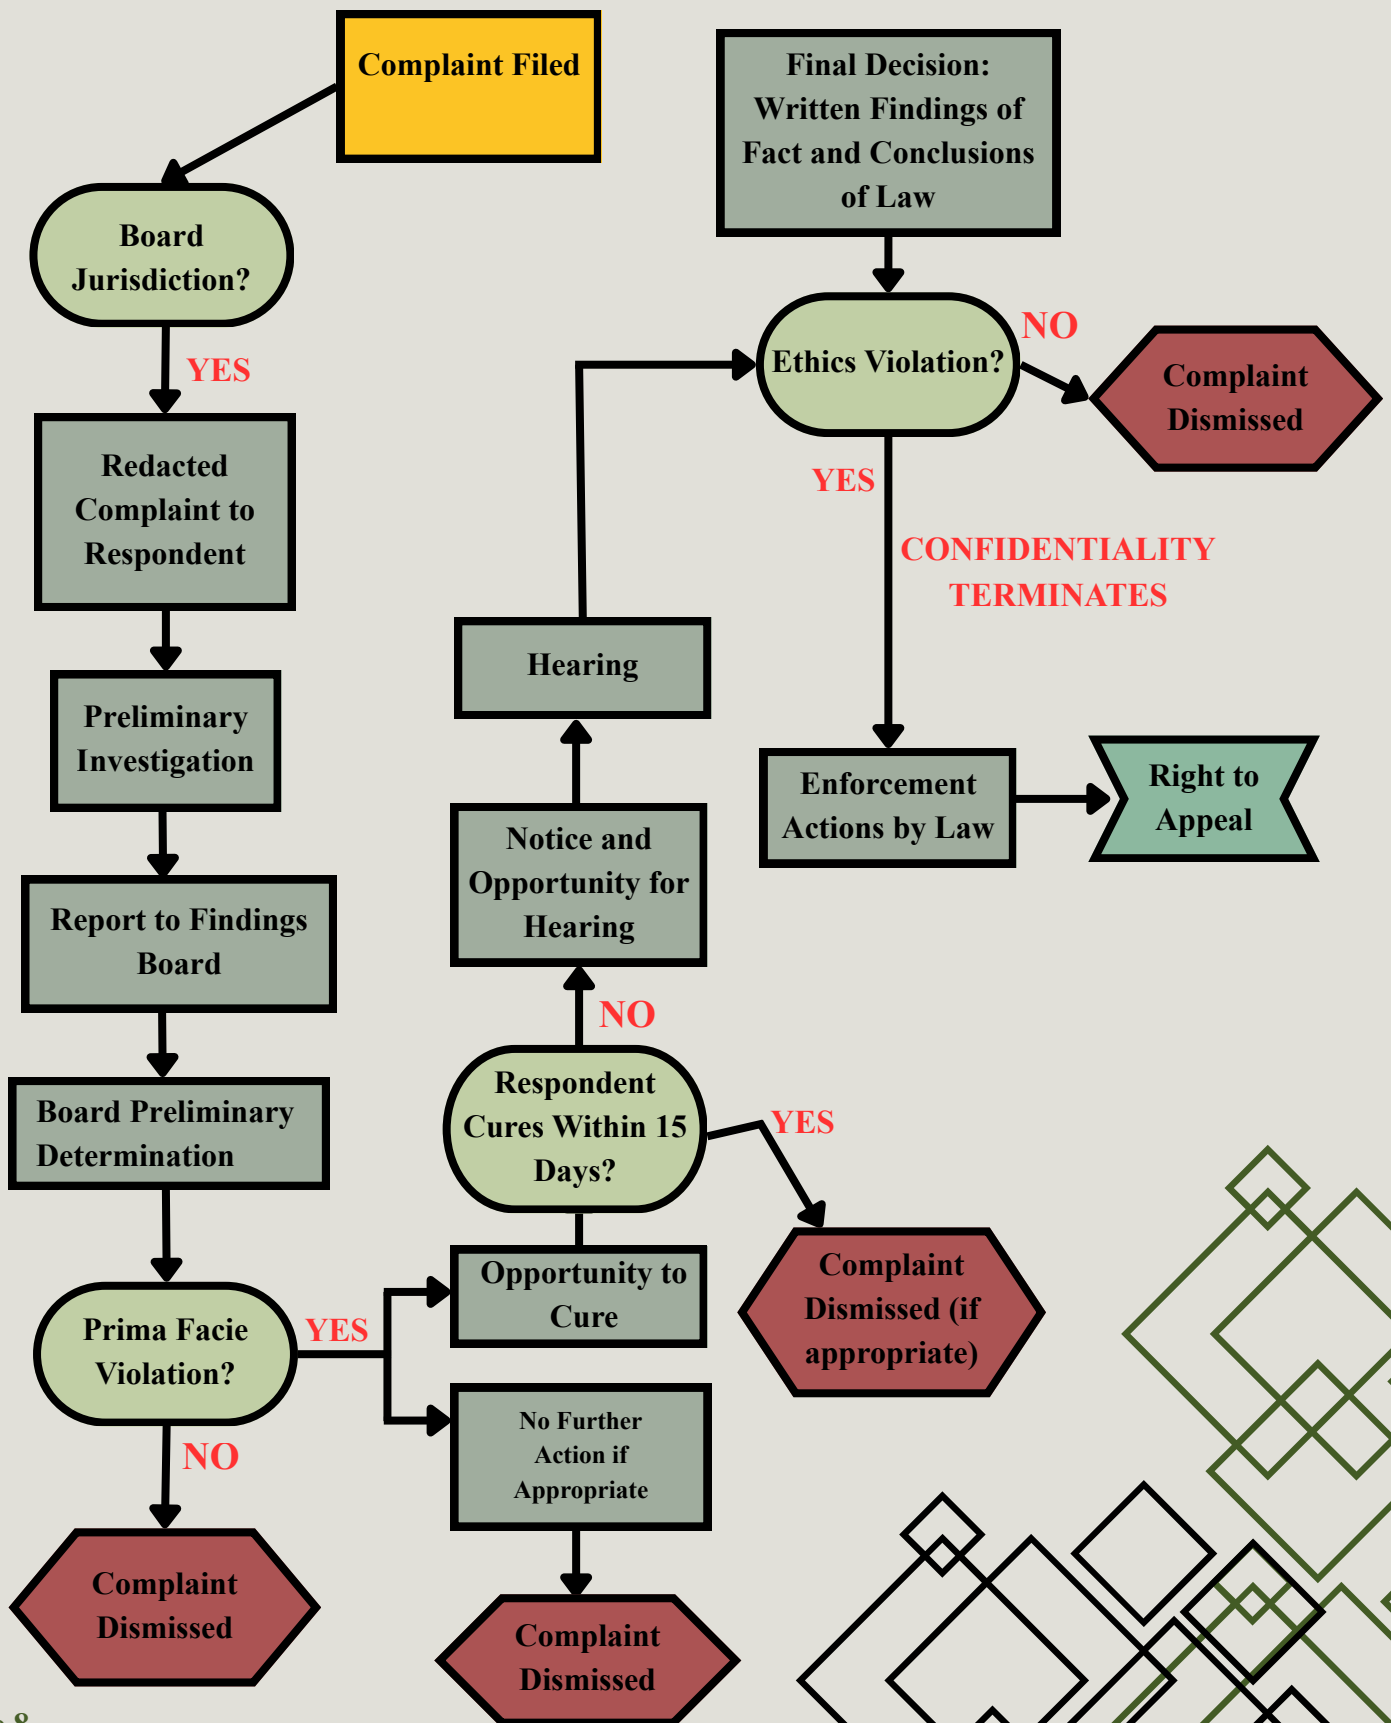 Complaint Filed
Board
Jurisdiction?
YES
Redacted
Complaint to
Respondent
Preliminary
Investigation
Report to Findings
Board
Board Preliminary
Determination
Prima Facie
Violation?
NO
Complaint
Dismissed
YES
Opportunity to
Cure
No Further
Action if
Appropriate
Complaint
Dismissed
Respondent
Cures Within 15
Days?
YES
Complaint
Dismissed (if
appropriate)
NO
Notice and
Opportunity for
Hearing
Hearing
Final Decision:
Written Findings of
Fact and Conclusions
of Law
Ethics Violation?
NO
Complaint
Dismissed
YES
CONFIDENTIALITY
TERMINATES
Enforcement
Actions by Law
Right to
Appeal